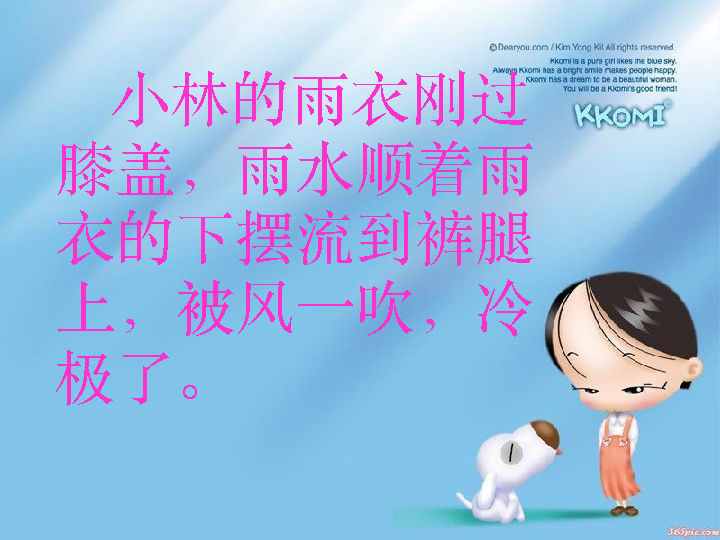 ©Dearyou.com / Kim Yong Kil All rights reserved.
Kkomi is a pure girl likes the blue sky.
Always Kkomi has a bright smile makes people happy.
Kkomi has a dream to be a beautiful woman.
You will be a Kkomi's good friend!
KKOMI©
小林的雨衣刚过
膝盖，雨水顺着雨
衣的下摆流到裤腿
上，被风一吹，冷
极了。
365pic.com